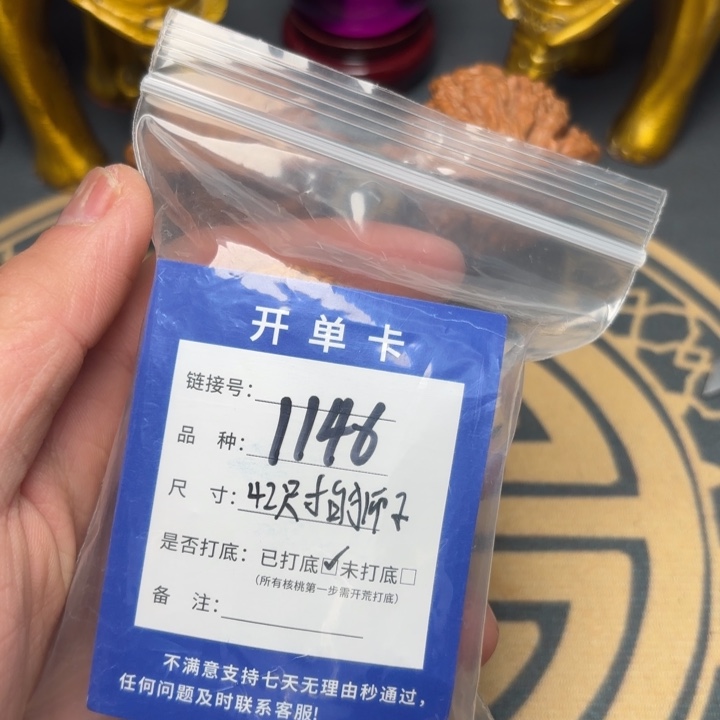 开单卡
链接号：
1146
品 种：
尺 寸：42尺寸的狮子
是否打底：已打底☑未打底□
（所有核桃第一步需开荒打底）
备 注：
不满意支持七天无理由秒通过，
任何问题及时联系客服！